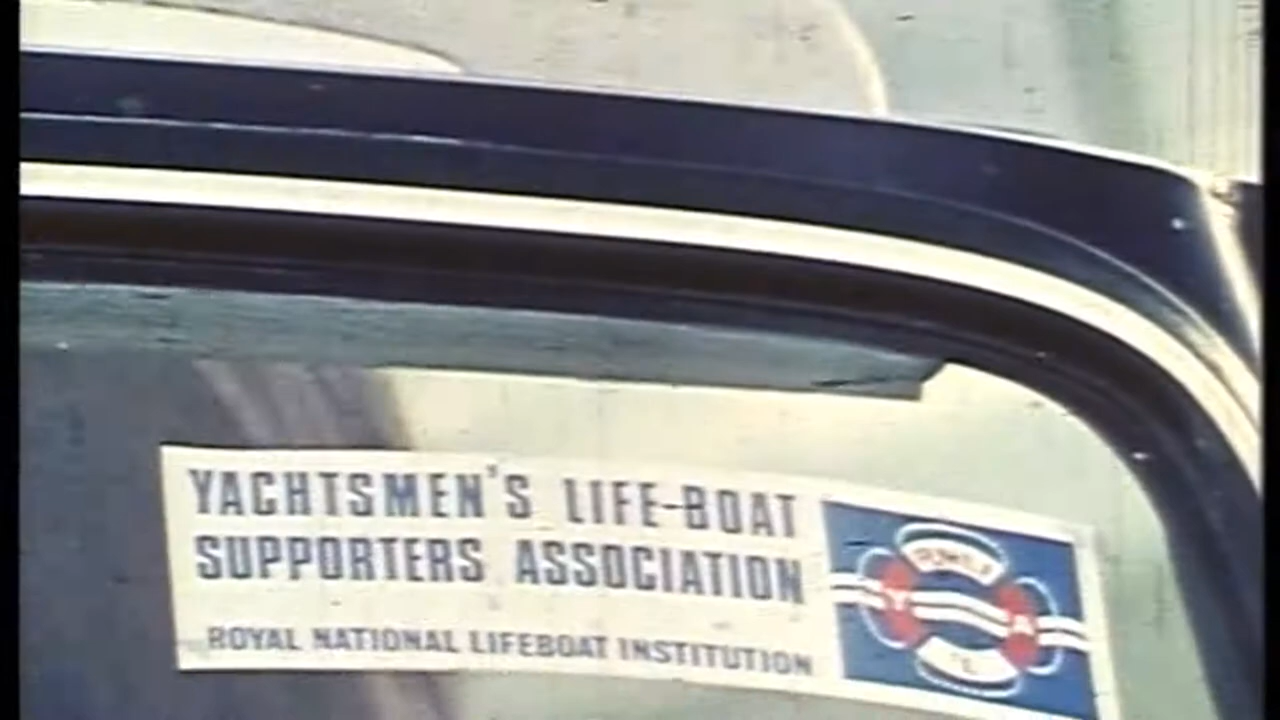 YACHTSMEN'S LIFE-BOAT
SUPPORTERS ASSOCIATION
ROYAL NATIONAL LIFEBOAT INSTITUTION